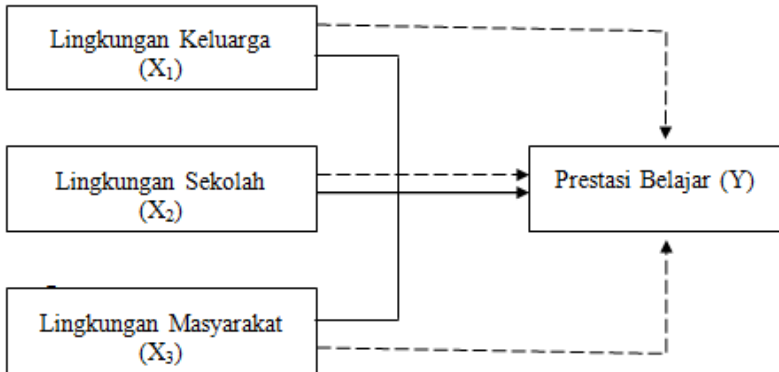 Lingkungan Keluarga
(X₁)
Lingkungan Sekolah
(X₂)
Prestasi Belajar (Y)
Lingkungan Masyarakat
(X₃)